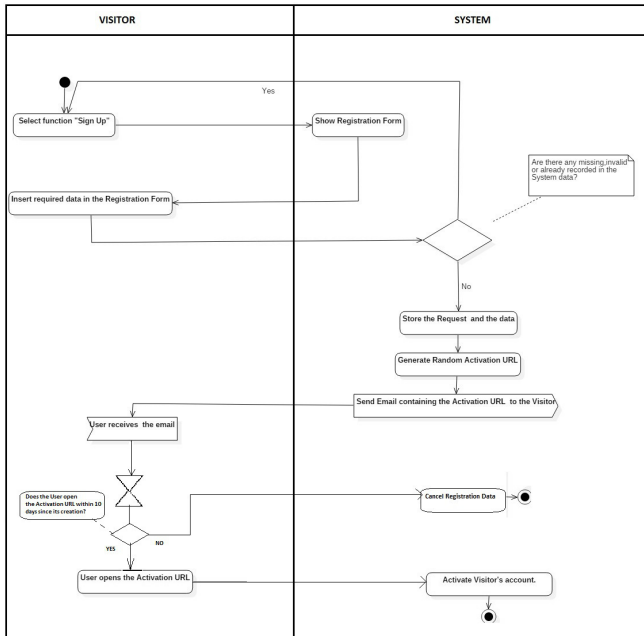 VISITOR
SYSTEM
Yes
Select function "Sign Up"
Show Registration Form
Are there any missing,invalid
or already recorded in the
System data?
Insert required data in the Registration Form
No
Store the Request and the data
Generate Random Activation URL
Send Email containing the Activation URL to the Visitor
User receives the email
Does the User open
the Activation URL within 10
days since its creation?
Cancel Registration Data
YES
NO
User opens the Activation URL
Activate Visitor's account.